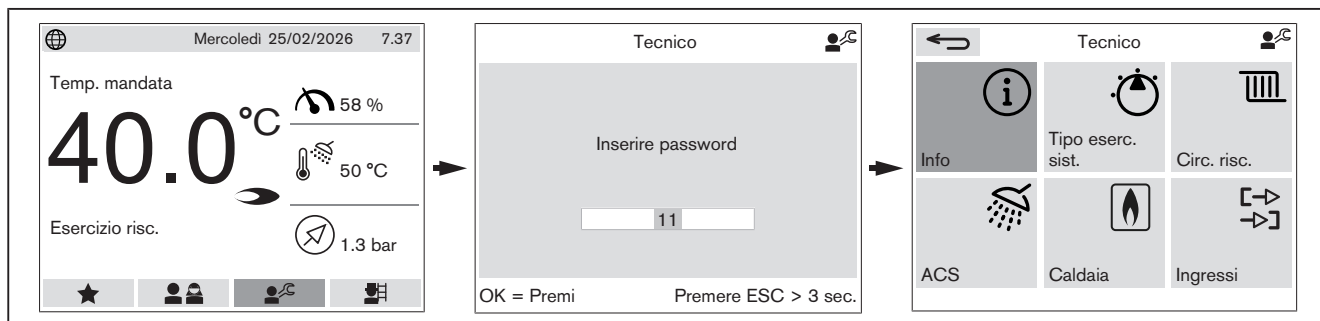 Mercoledì 25/02/2026 7.37
Temp. mandata
40.0°C
58 %
50 °C
Esercizio risc.
1.3 bar
Tecnico
Inserire password
11
OK = Premi Premere ESC > 3 sec.
Tecnico
Info
Tipo eserc.
sist.
Circ. risc.
ACS
Caldaia
Ingressi